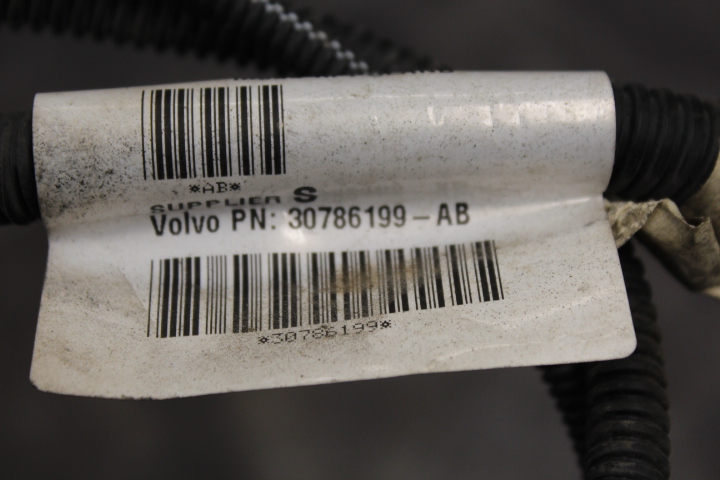 *AB*
SUPPLIER S
Volvo PN: 30786199-AB
*30786199*